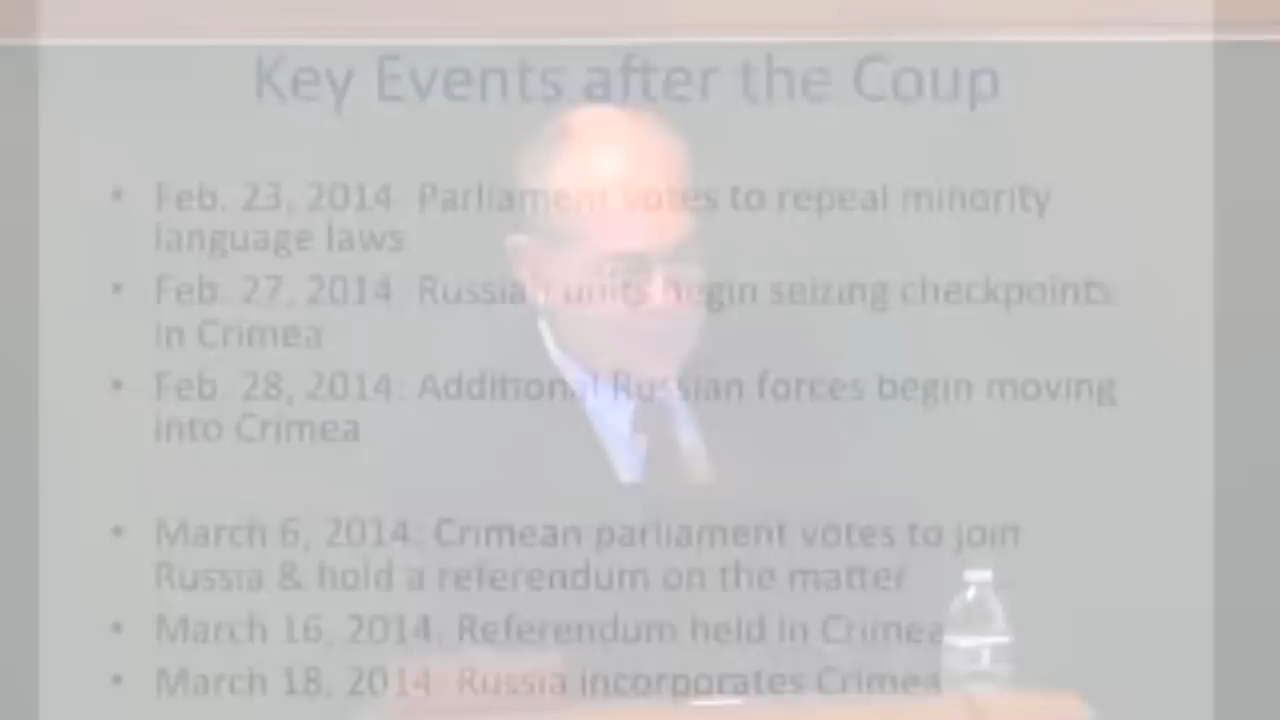 Key Events after the Coup
• Feb. 23, 2014: Parliament votes to repeal minority
language laws
• Feb. 27, 2014: Russian units begin seizing checkpoints
in Crimea
• Feb. 28, 2014: Additional Russian forces begin moving
into Crimea
• March 6, 2014: Crimean parliament votes to join
Russia & hold a referendum on the matter
• March 16, 2014: Referendum held in Crimea
• March 18, 2014: Russia incorporates Crimea